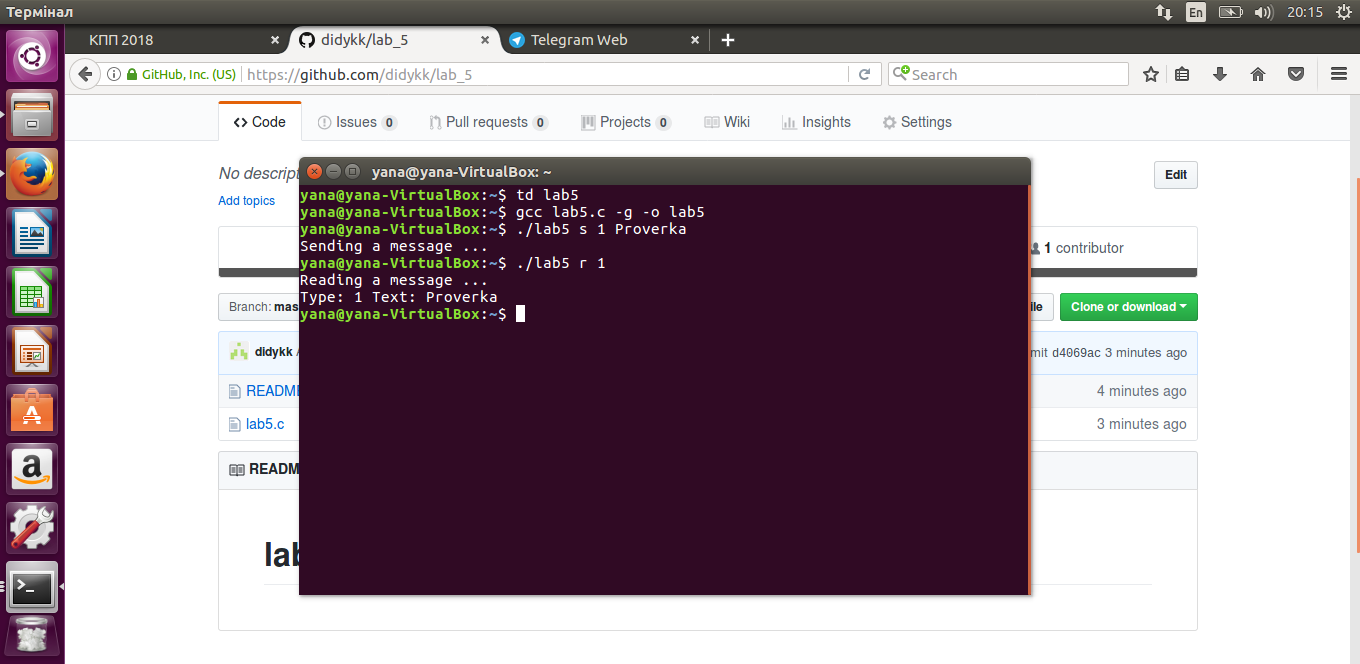 Термінал
En
20:15
КПП 2018
didykk/lab_5
Telegram Web
GitHub, Inc. (US)
https://github.com/didykk/lab_5
Search
Code
Issues 0
Pull requests 0
Projects 0
Wiki
Insights
Settings
No descript
Edit
Add topics
1 contributor
Branch: mas
ile
Clone or download
didykk
mit d4069ac 3 minutes ago
README
4 minutes ago
lab5.c
3 minutes ago
READM
lab
yana@yana-VirtualBox: ~
yana@yana-VirtualBox:~$ td lab5
yana@yana-VirtualBox:~$ gcc lab5.c -g -o lab5
yana@yana-VirtualBox:~$ ./lab5 s 1 Proverka
Sending a message ...
yana@yana-VirtualBox:~$ ./lab5 r 1
Reading a message ...
Type: 1 Text: Proverka
yana@yana-VirtualBox:~$